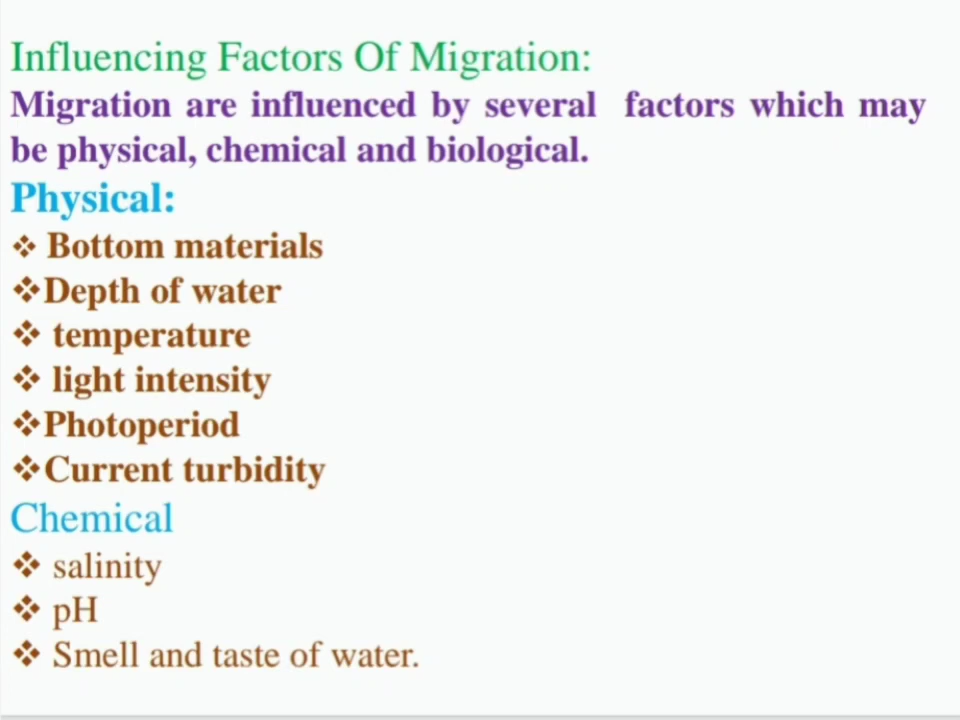 Influencing Factors Of Migration:
Migration are influenced by several factors which may
be physical, chemical and biological.
Physical:
❖ Bottom materials
❖Depth of water
❖ temperature
❖ light intensity
❖Photoperiod
❖Current turbidity
Chemical
❖ salinity
❖ pH
❖ Smell and taste of water.